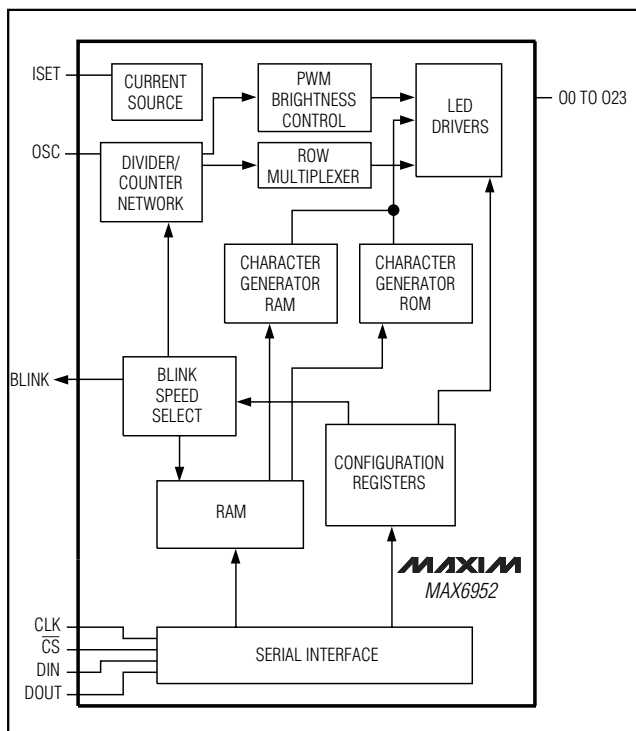 ISET
CURRENT
SOURCE
PWM
BRIGHTNESS
CONTROL
LED
DRIVERS
O0 TO O23
OSC
DIVIDER/
COUNTER
NETWORK
ROW
MULTIPLEXER
CHARACTER
GENERATOR
RAM
CHARACTER
GENERATOR
ROM
BLINK
BLINK
SPEED
SELECT
CONFIGURATION
REGISTERS
RAM
MAXIM
MAX6952
CLK
C̅S̅
DIN
DOUT
SERIAL INTERFACE